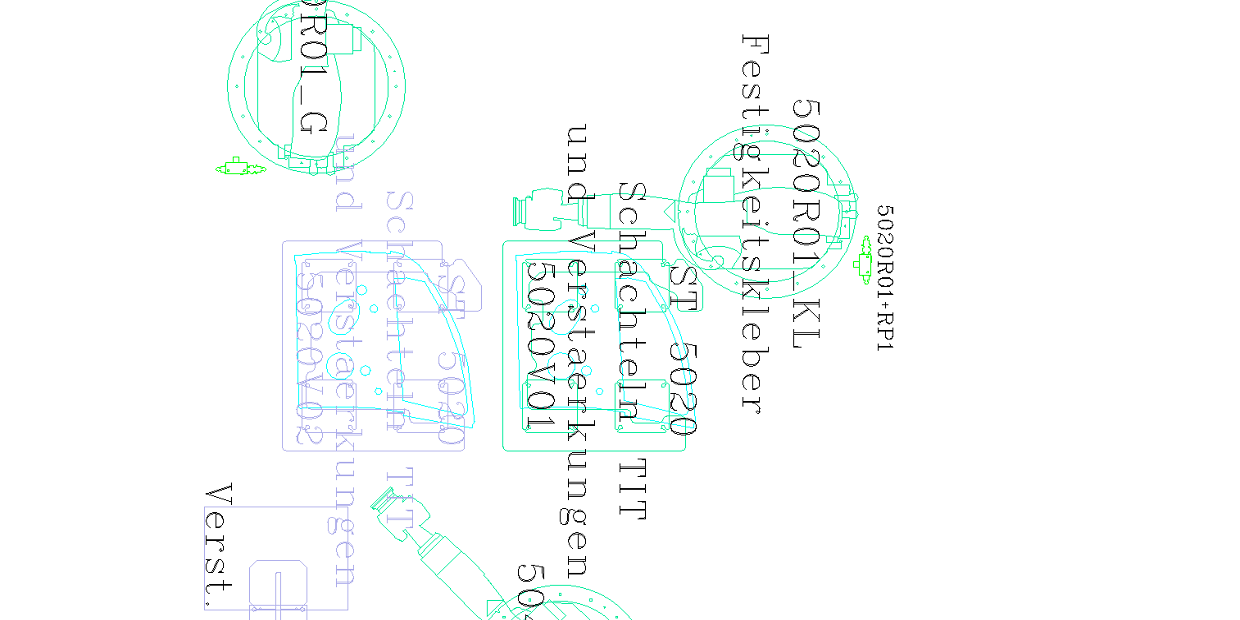 5020R01+RP1
5020R01_KL
Festigkeitskleber
ST 5020
Schachteln TIT
und Verstaerkungen
5020V01
ST 5020
Schachteln TIT
und Verstaerkungen
5020V02
R01_G
Verst.